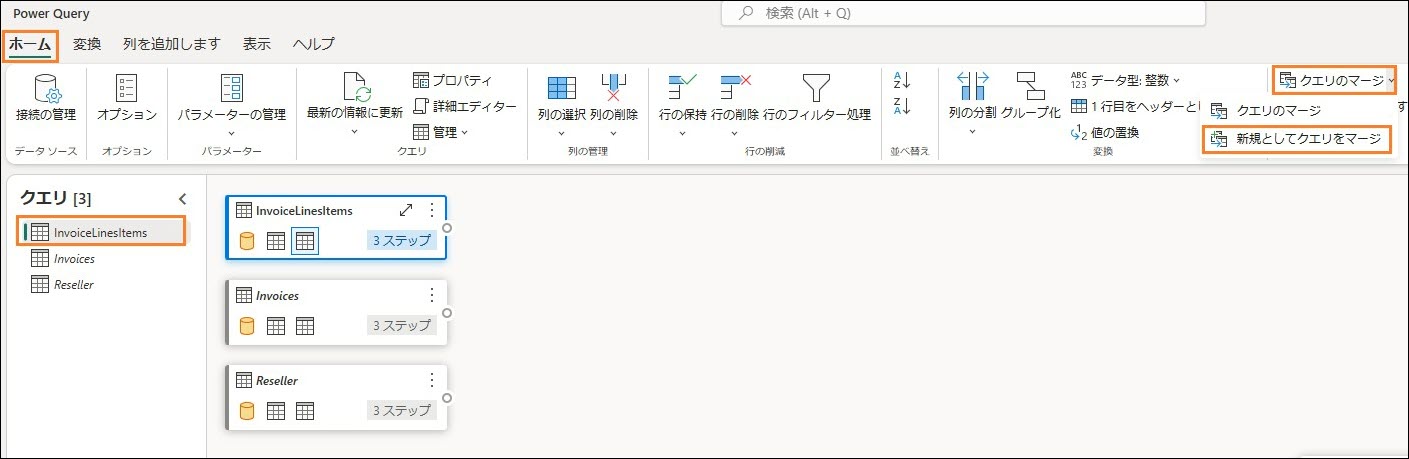 Power Query
検索 (Alt + Q)
ホーム 変換 列を追加します 表示 ヘルプ
接続の管理
データ ソース
オプション
オプション
パラメーターの管理
パラメーター
最新の情報に更新
プロパティ
詳細エディター
管理
クエリ
列の選択 列の削除
列の管理
行の保持 行の削除 行のフィルター処理
行の削減
A
Z
Z
A
並べ替え
列の分割 グループ化
ABC
123 データ型: 整数
1 行目をヘッダーとし
1
2 値の置換
変換
クエリのマージ
クエリのマージ
す
新規としてクエリをマージ
クエリ [3]
InvoiceLinesItems
Invoices
Reseller
InvoiceLinesItems
3 ステップ
Invoices
3 ステップ
Reseller
3 ステップ